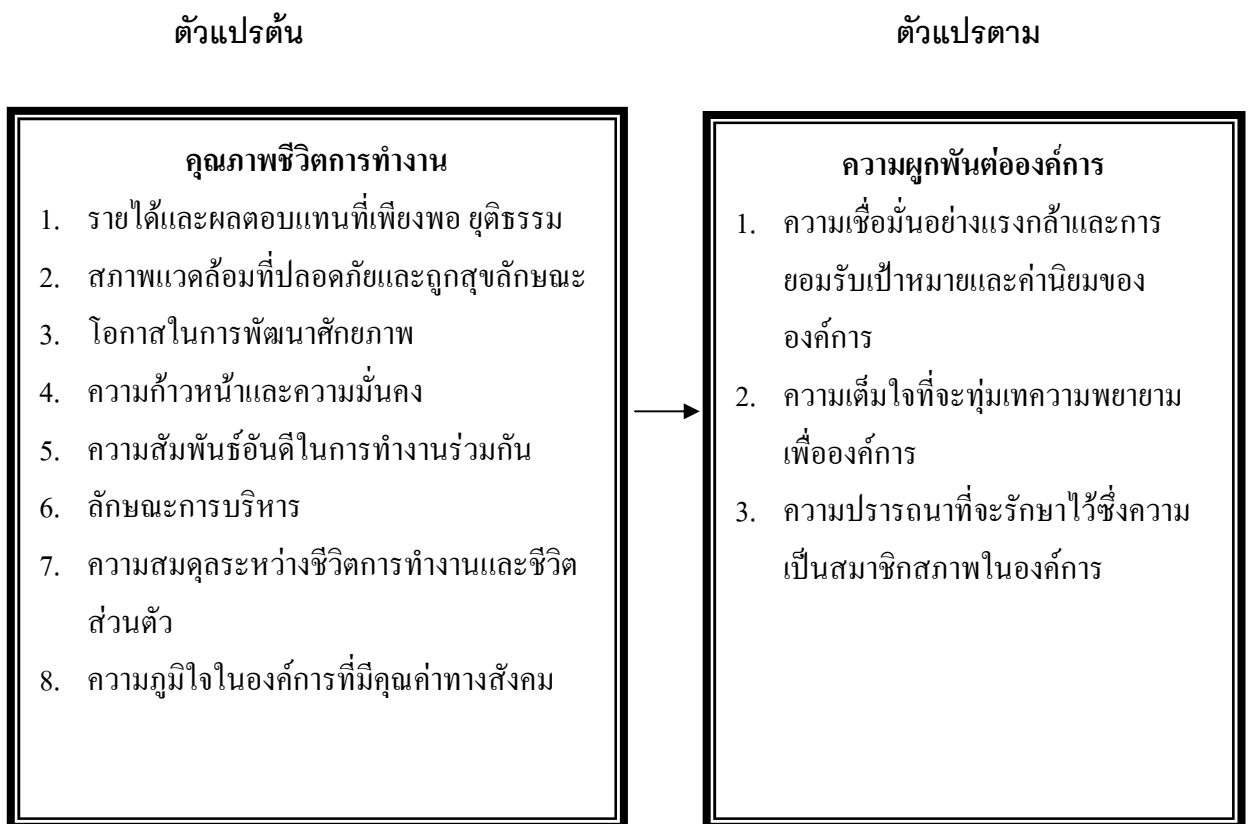 ตัวแปรต้น
ตัวแปรตาม
คุณภาพชีวิตการทำงาน
1. รายได้และผลตอบแทนที่เพียงพอ ยุติธรรม
2. สภาพแวดล้อมที่ปลอดภัยและถูกสุขลักษณะ
3. โอกาสในการพัฒนาศักยภาพ
4. ความก้าวหน้าและความมั่นคง
5. ความสัมพันธ์อันดีในการทำงานร่วมกัน
6. ลักษณะการบริหาร
7. ความสมดุลระหว่างชีวิตการทำงานและชีวิต
ส่วนตัว
8. ความภูมิใจในองค์การที่มีคุณค่าทางสังคม
ความผูกพันต่อองค์การ
1. ความเชื่อมั่นอย่างแรงกล้าและการ
ยอมรับเป้าหมายและค่านิยมของ
องค์การ
2. ความเต็มใจที่จะทุ่มเทความพยายาม
เพื่อองค์การ
3. ความปรารถนาที่จะรักษาไว้ซึ่งความ
เป็นสมาชิกสภาพในองค์การ